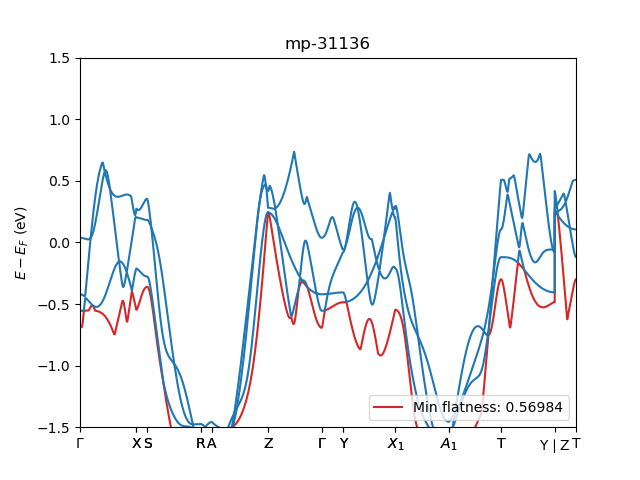 mp-31136
1.5
1.0
0.5
0.0
−0.5
−1.0
−1.5
E − E_F (eV)
Min flatness: 0.56984
Γ X S R A Z Γ Y X₁ A₁ T Y | Z T